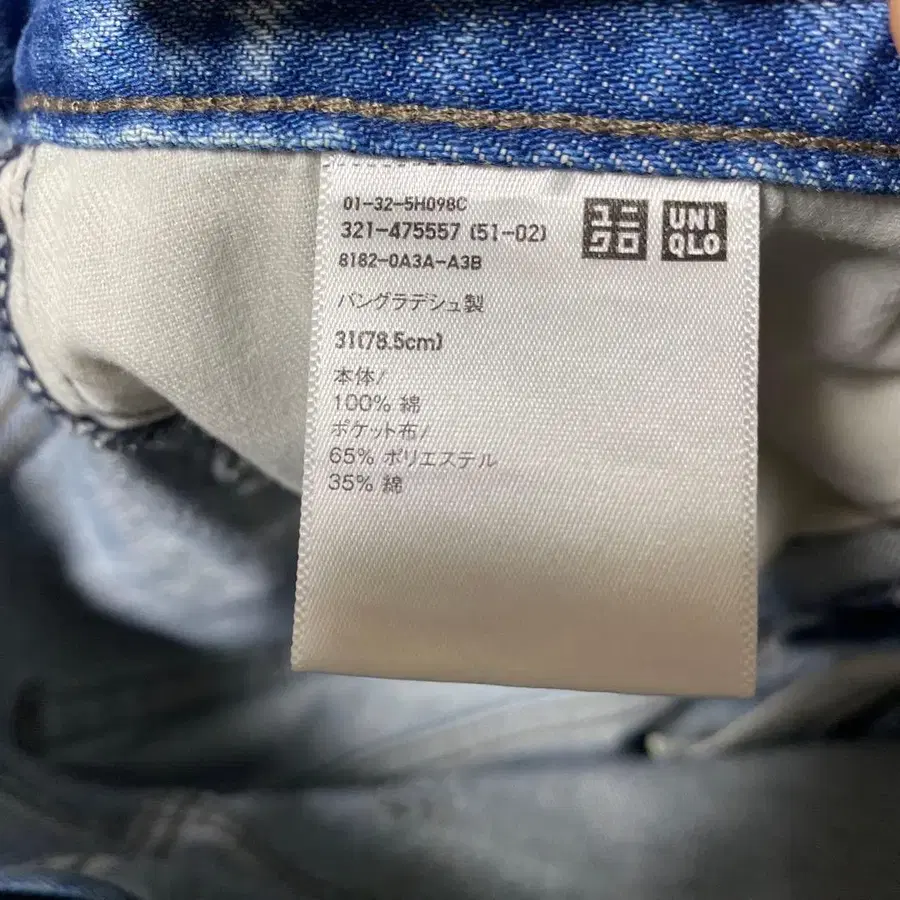 01-32-5H098C
321-475557 (51-02)
8182-0A3A-A3B
ユニクロ
UNIQLO
バングラデシュ製
31(78.5cm)
本体/
100% 綿
ポケット布/
65% ポリエステル
35% 綿